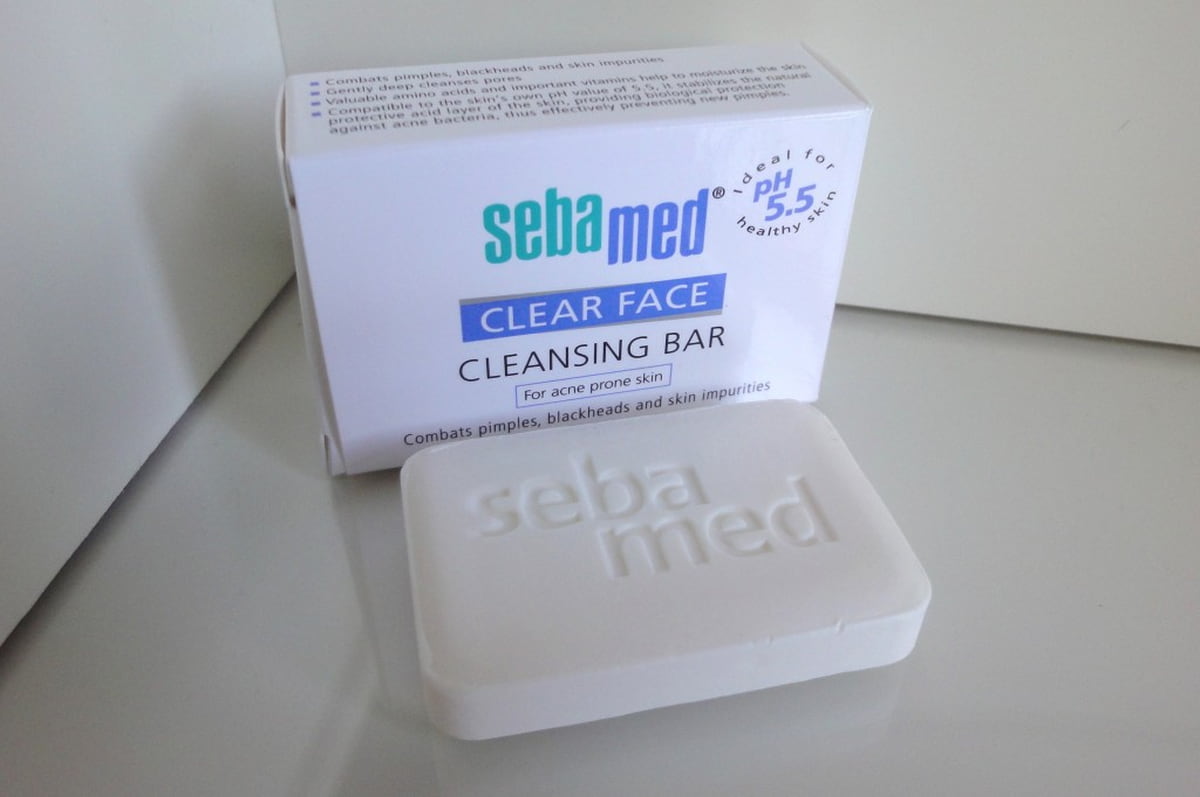 ▪ Combats pimples, blackheads and skin impurities
▪ Gently deep cleanses pores
▪ Valuable amino acids and important vitamins help to moisturize the skin
▪ Compatible to the skin's own pH value of 5.5, it stabilizes the natural
protective acid layer of the skin, providing biological protection
against acne bacteria, thus effectively preventing new pimples.
sebamed®
Ideal for
pH
5.5
healthy skin
CLEAR FACE
CLEANSING BAR
For acne prone skin
Combats pimples, blackheads and skin impurities
seba
med